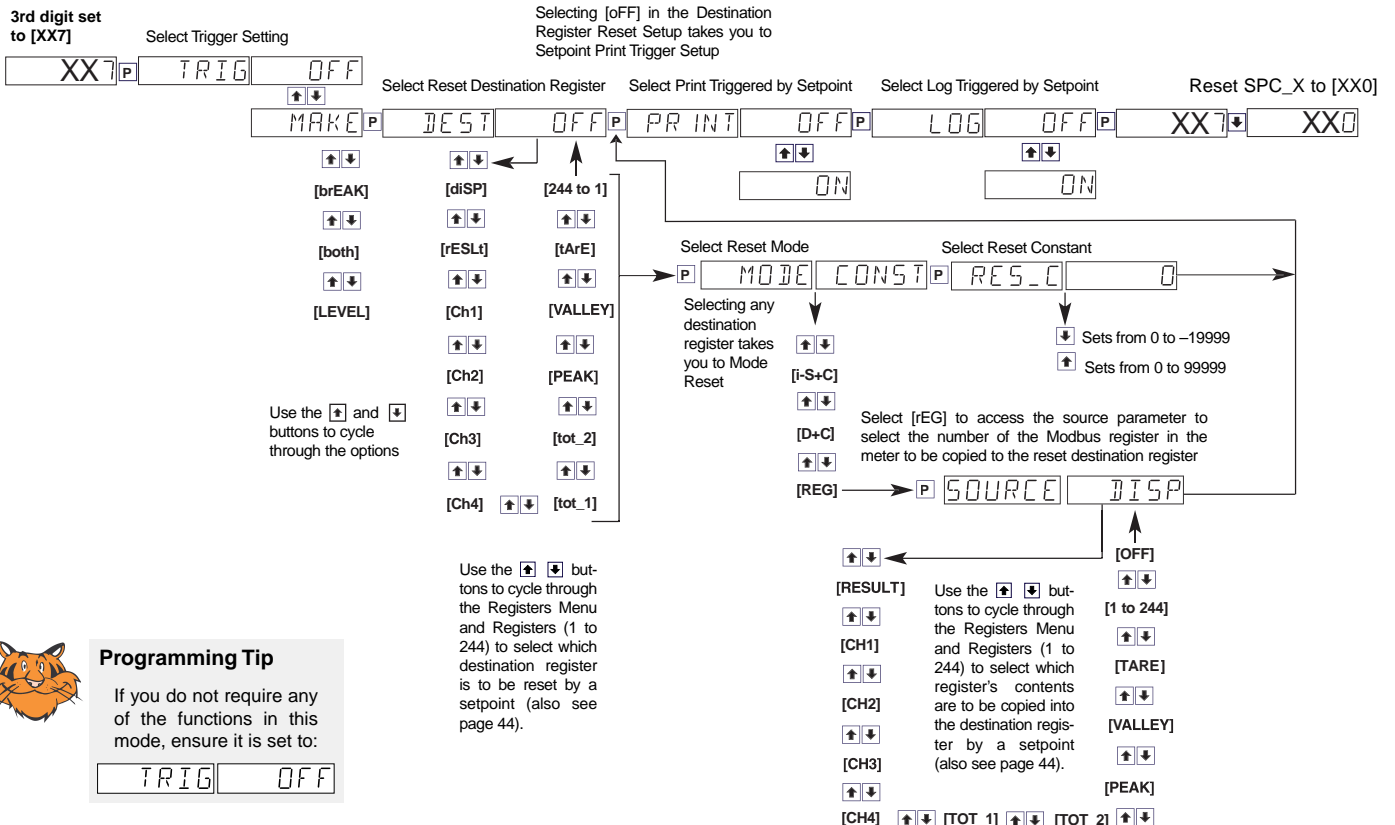 3rd digit set
to [XX7]
Select Trigger Setting
Selecting [oFF] in the Destination
Register Reset Setup takes you to
Setpoint Print Trigger Setup
XX7 P TRIG OFF
Select Reset Destination Register
Select Print Triggered by Setpoint
Select Log Triggered by Setpoint
Reset SPC_X to [XX0]
MAKE P DEST OFF P PRINT OFF P LOG OFF P XX7 XX0
ON
ON
[brEAK]
[both]
[LEVEL]
[diSP]
[rESLt]
[Ch1]
[Ch2]
[Ch3]
[Ch4]
[244 to 1]
[tArE]
[VALLEY]
[PEAK]
[tot_2]
[tot_1]
Use the and
buttons to cycle
through the options
Select Reset Mode
Select Reset Constant
P MODE CONST P RES_C 0
Selecting any
destination
register takes
you to Mode
Reset
Sets from 0 to –19999
Sets from 0 to 99999
[i-S+C]
[D+C]
[REG]
Select [rEG] to access the source parameter to
select the number of the Modbus register in the
meter to be copied to the reset destination register
P SOURCE DISP
Use the but-
tons to cycle through
the Registers Menu
and Registers (1 to
244) to select which
destination register
is to be reset by a
setpoint (also see
page 44).
[RESULT]
[CH1]
[CH2]
[CH3]
[CH4] [TOT_1] [TOT_2]
Use the but-
tons to cycle through
the Registers Menu
and Registers (1 to
244) to select which
register's contents
are to be copied into
the destination regis-
ter by a setpoint
(also see page 44).
[OFF]
[1 to 244]
[TARE]
[VALLEY]
[PEAK]
Programming Tip
If you do not require any
of the functions in this
mode, ensure it is set to:
TRIG OFF